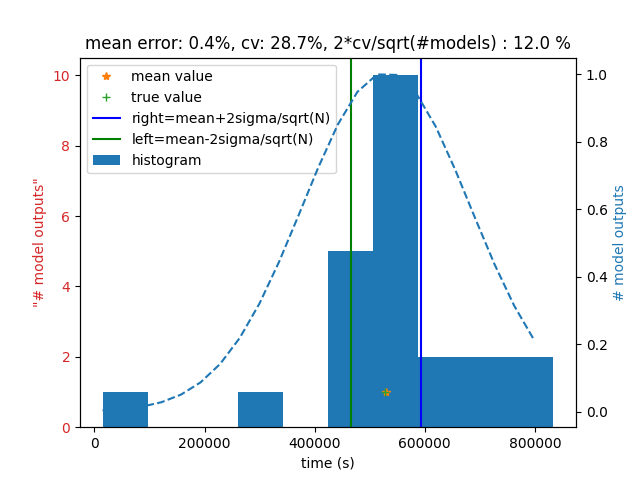 mean error: 0.4%, cv: 28.7%, 2*cv/sqrt(#models) : 12.0 %
mean value
true value
right=mean+2sigma/sqrt(N)
left=mean-2sigma/sqrt(N)
histogram
"# model outputs"
10
8
6
4
2
0
1.0
0.8
0.6
0.4
0.2
0.0
# model outputs
0
200000
400000
600000
800000
time (s)